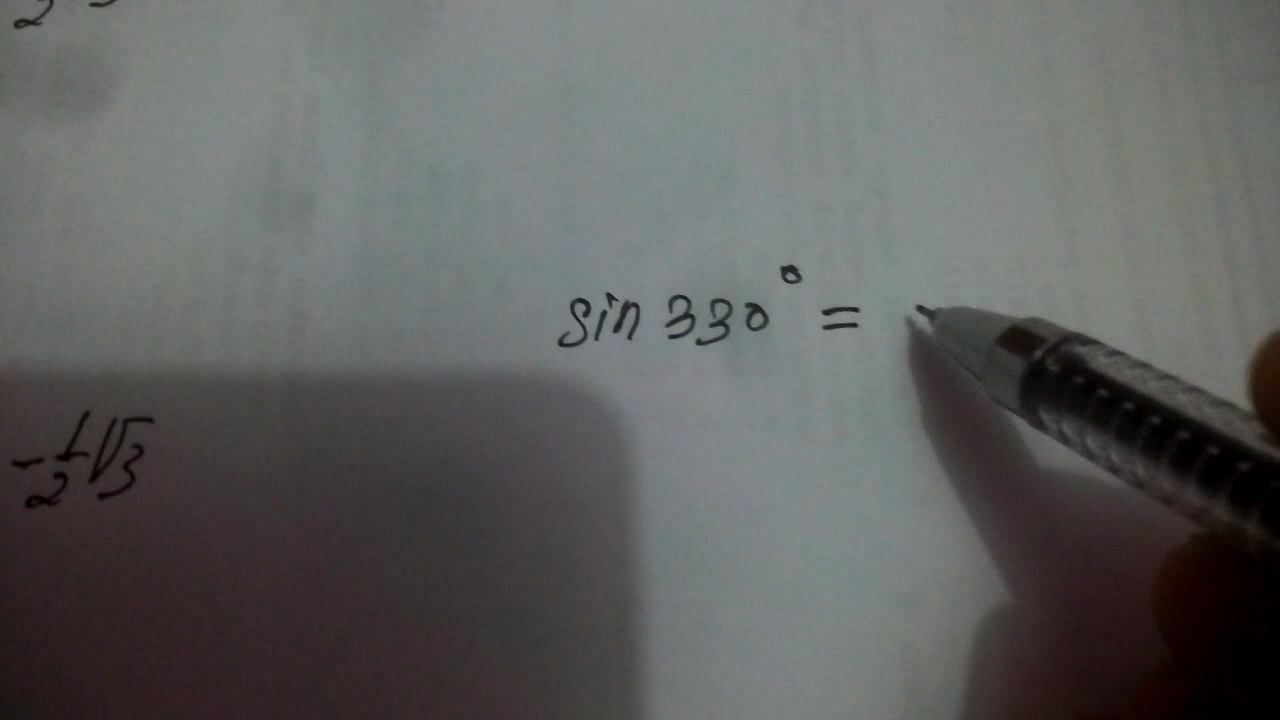 sin 330° =
-1/2√3